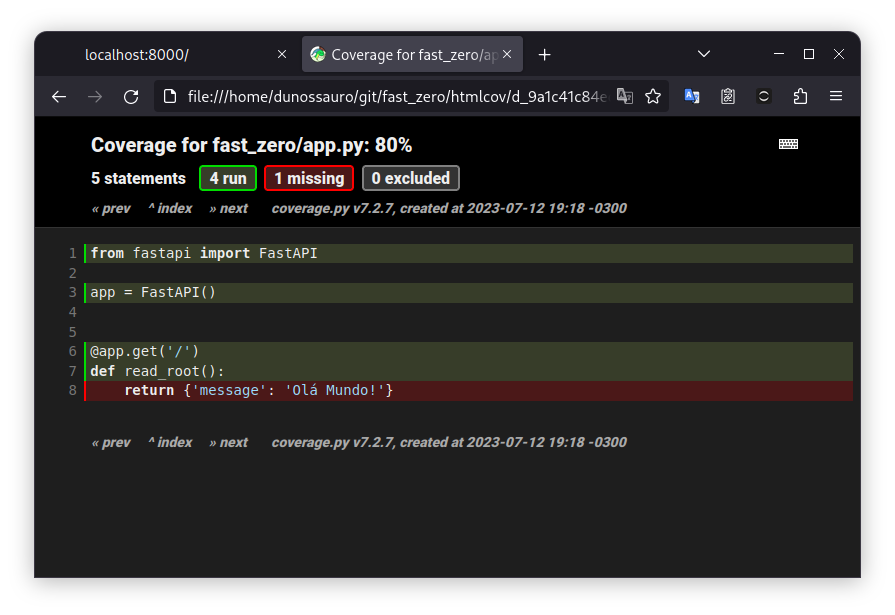 localhost:8000/
Coverage for fast_zero/ap
file:///home/dunossauro/git/fast_zero/htmlcov/d_9a1c41c84e
Coverage for fast_zero/app.py: 80%
5 statements 4 run 1 missing 0 excluded
« prev ^ index » next coverage.py v7.2.7, created at 2023-07-12 19:18 -0300
1 from fastapi import FastAPI
2
3 app = FastAPI()
4
5
6 @app.get('/')
7 def read_root():
8     return {'message': 'Olá Mundo!'}
« prev ^ index » next coverage.py v7.2.7, created at 2023-07-12 19:18 -0300